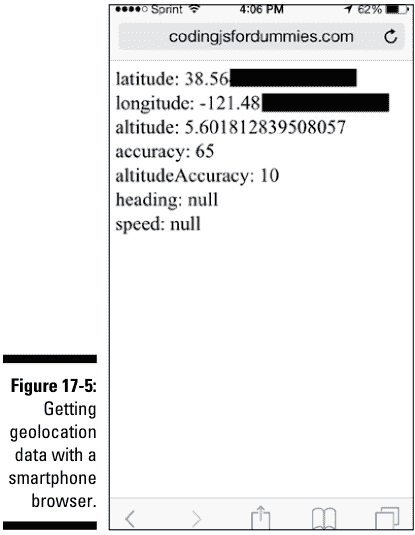 Sprint 4:06 PM 62%
codingjsfordummies.com
latitude: 38.56
longitude: -121.48
altitude: 5.601812839508057
accuracy: 65
altitudeAccuracy: 10
heading: null
speed: null
Figure 17-5:
Getting
geolocation
data with a
smartphone
browser.